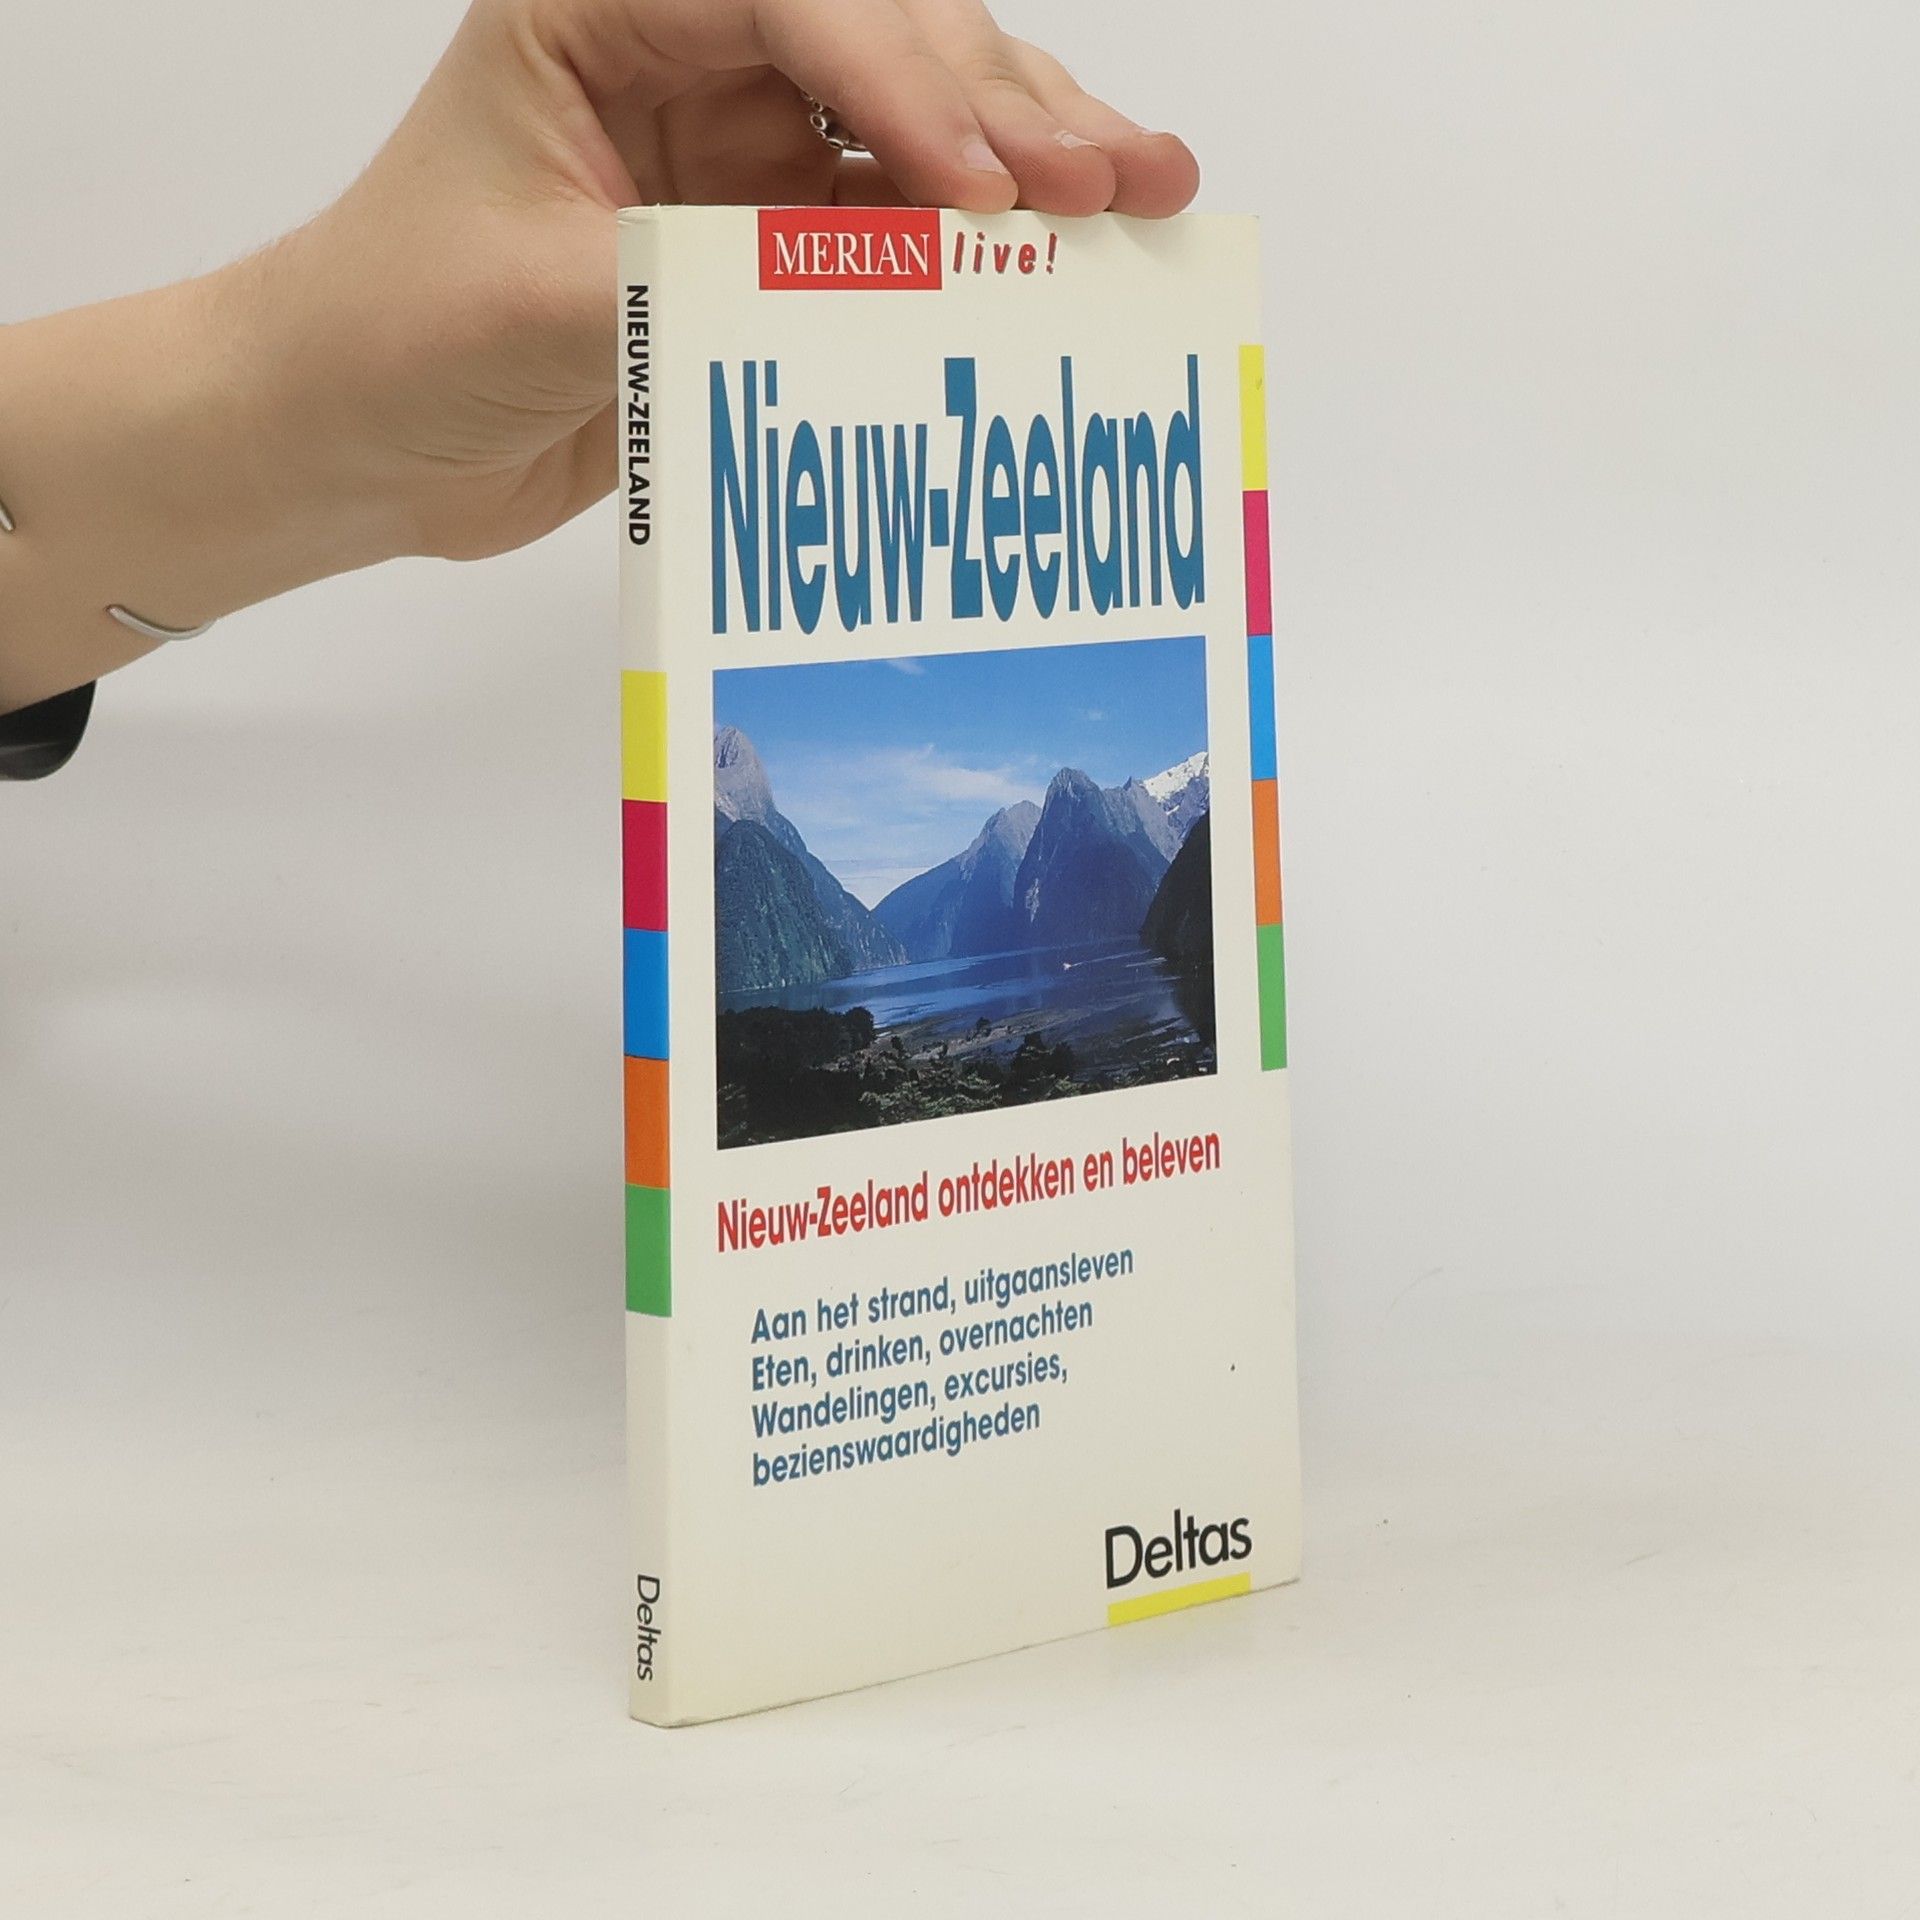 MERIAN live!
Nieuw-Zeeland
Nieuw-Zeeland ontdekken en beleven
Aan het strand, uitgaansleven
Eten, drinken, overnachten
Wandelingen, excursies,
bezienswaardigheden
Deltas
NIEUW-ZEELAND
Deltas